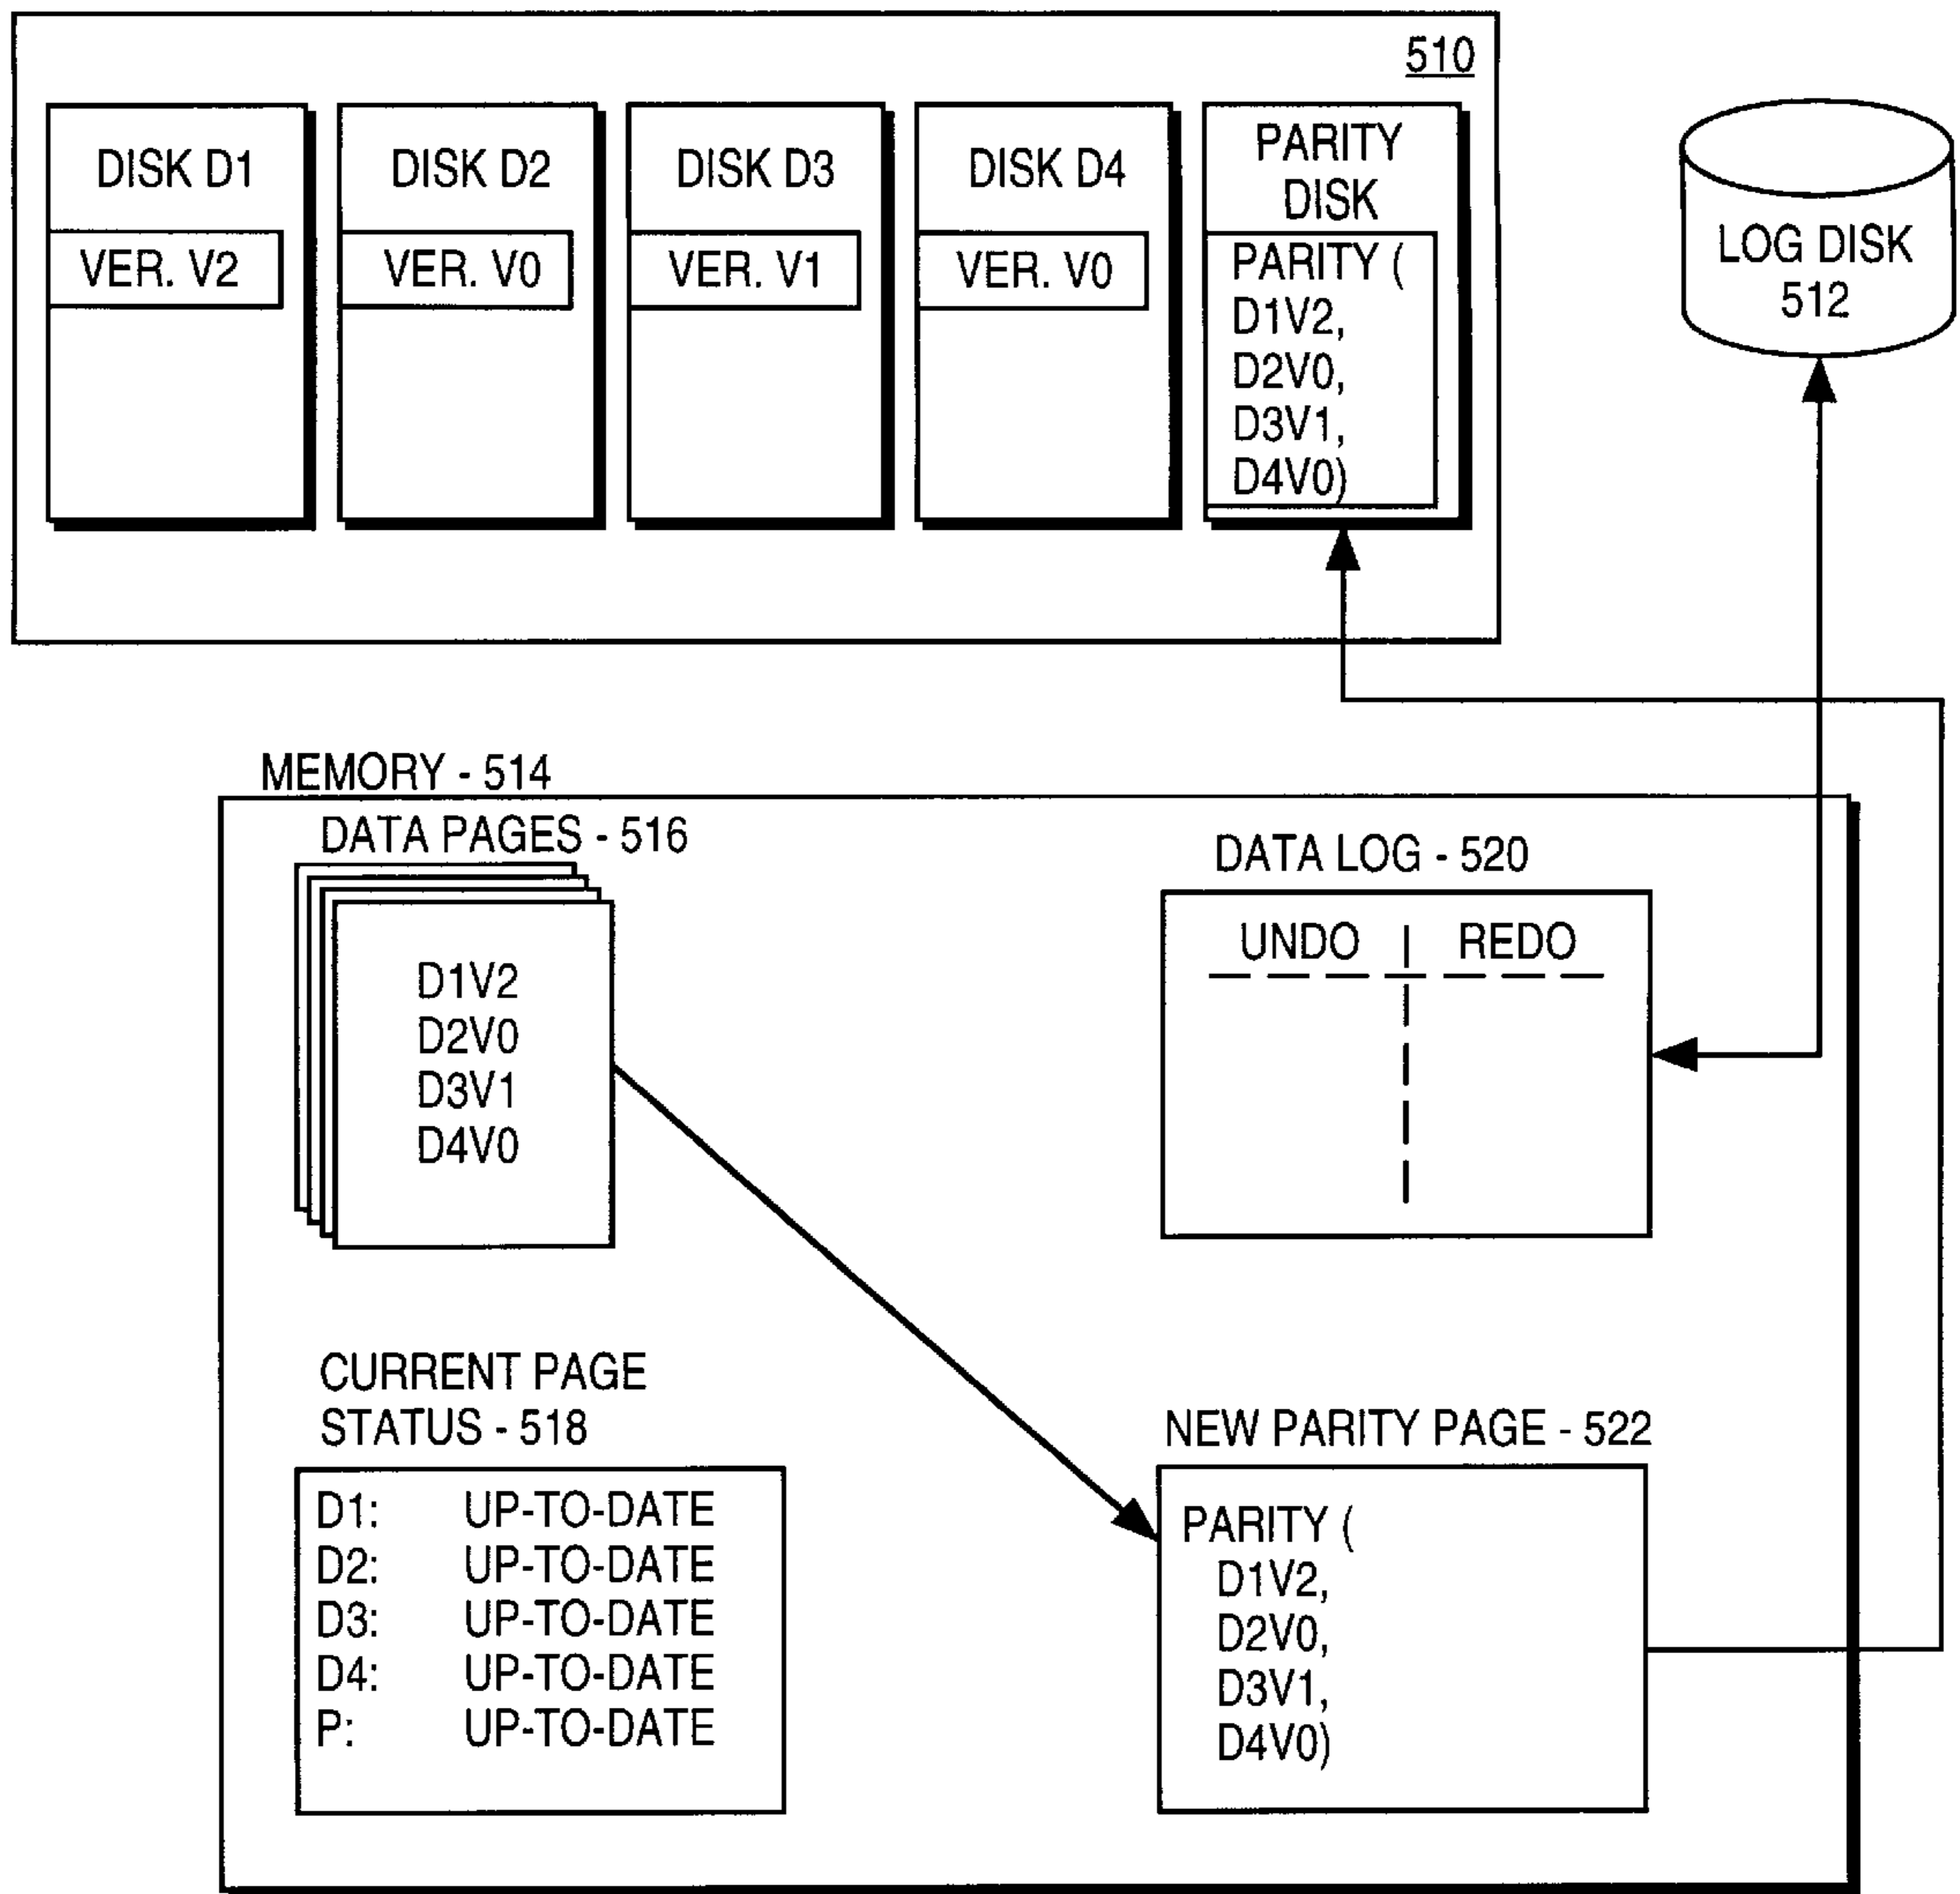 510
DISK D1
VER. V2
DISK D2
VER. V0
DISK D3
VER. V1
DISK D4
VER. V0
PARITY
DISK
PARITY (
D1V2,
D2V0,
D3V1,
D4V0)
LOG DISK
512
MEMORY - 514
DATA PAGES - 516
D1V2
D2V0
D3V1
D4V0
DATA LOG - 520
UNDO | REDO
CURRENT PAGE
STATUS - 518
D1: UP-TO-DATE
D2: UP-TO-DATE
D3: UP-TO-DATE
D4: UP-TO-DATE
P: UP-TO-DATE
NEW PARITY PAGE - 522
PARITY (
D1V2,
D2V0,
D3V1,
D4V0)